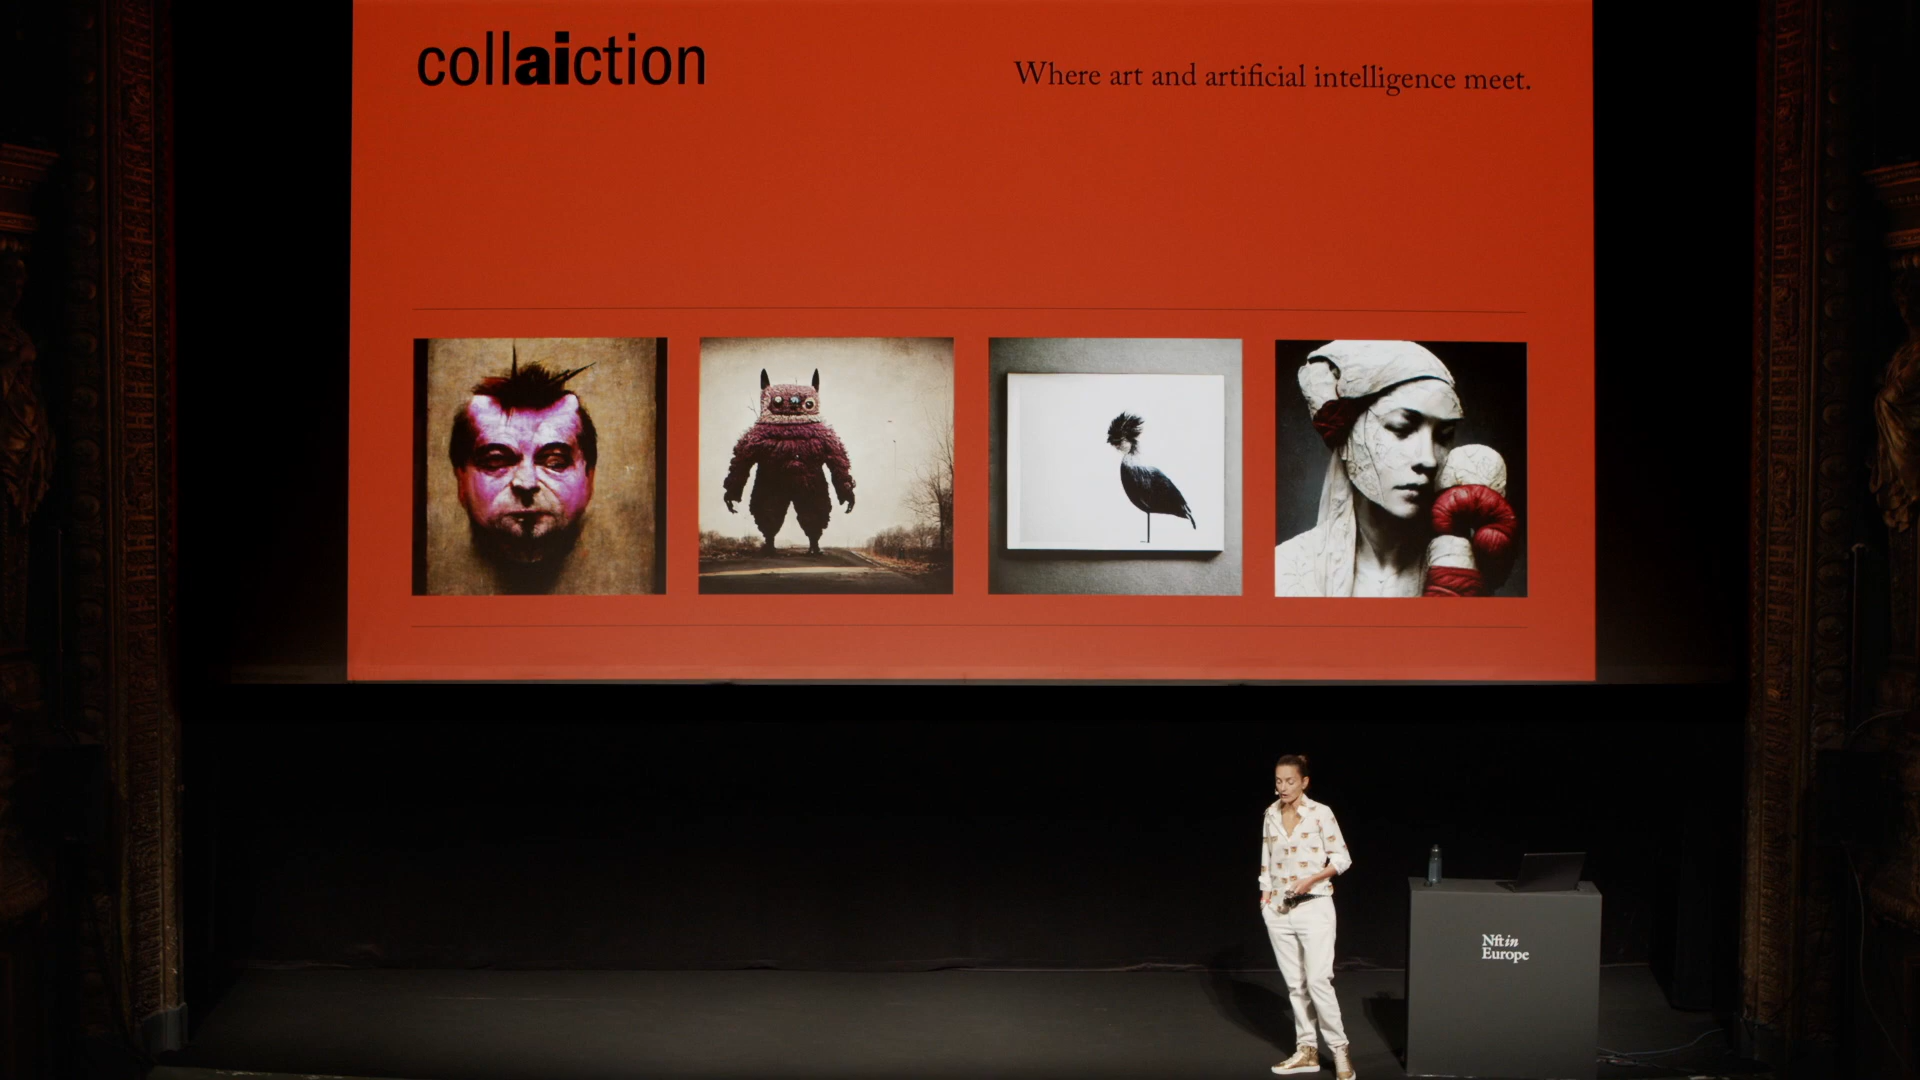 collaiction
Where art and artificial intelligence meet.
Nft in
Europe